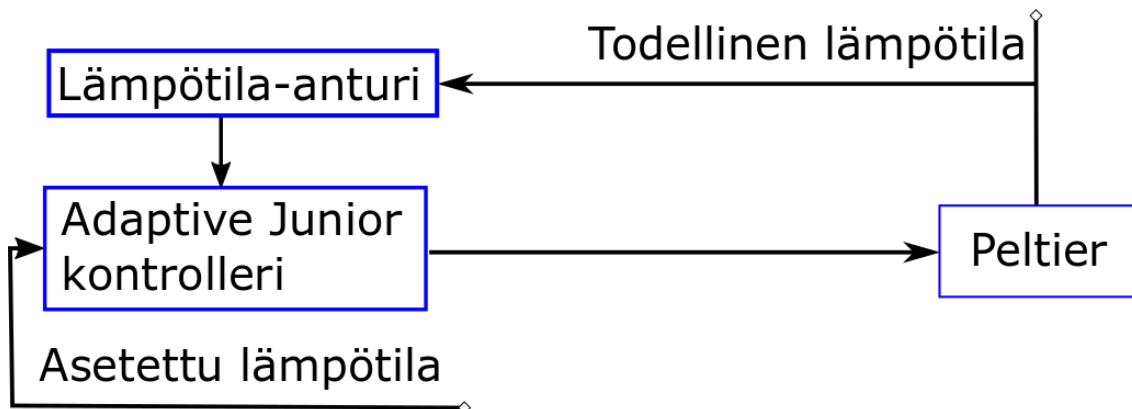 Todellinen lämpötila
Lämpötila-anturi
Adaptive Junior
kontrolleri
Peltier
Asetettu lämpötila